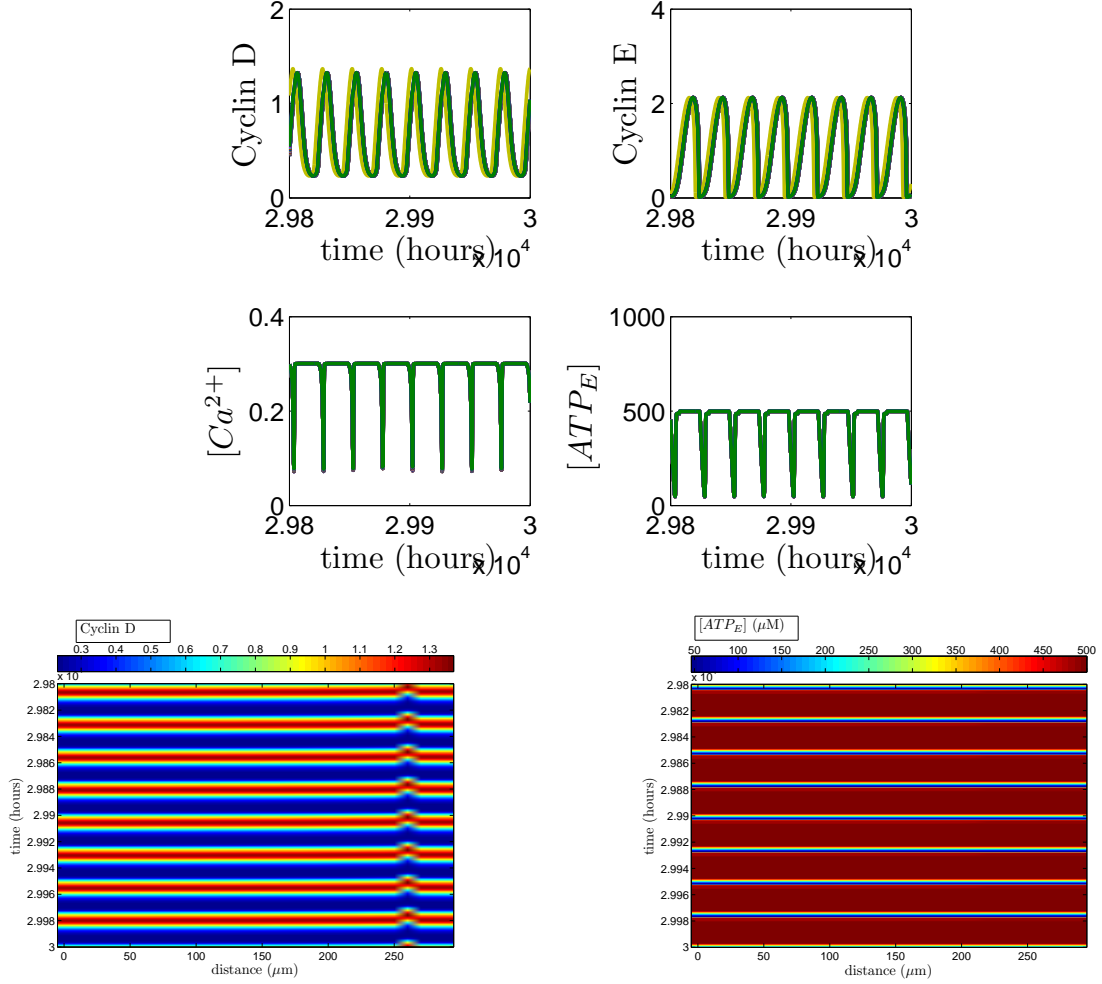 Cyclin D
2
1
0
2.98
2.99
3
time (hours)
x 10^4
Cyclin E
4
2
0
2.98
2.99
3
time (hours)
x 10^4
[Ca^{2+}]
0.4
0.2
0
2.98
2.99
3
time (hours)
x 10^4
[ATP_E]
1000
500
0
2.98
2.99
3
time (hours)
x 10^4
Cyclin D
0.3 0.4 0.5 0.6 0.7 0.8 0.9 1 1.1 1.2 1.3
x 10
2.98
2.982
2.984
2.986
2.988
2.99
2.992
2.994
2.996
2.998
3
time (hours)
0 50 100 150 200 250
distance (μm)
[ATP_E] (μM)
50 100 150 200 250 300 350 400 450 500
x 10
2.98
2.982
2.984
2.986
2.988
2.99
2.992
2.994
2.996
2.998
3
time (hours)
0 50 100 150 200 250
distance (μm)